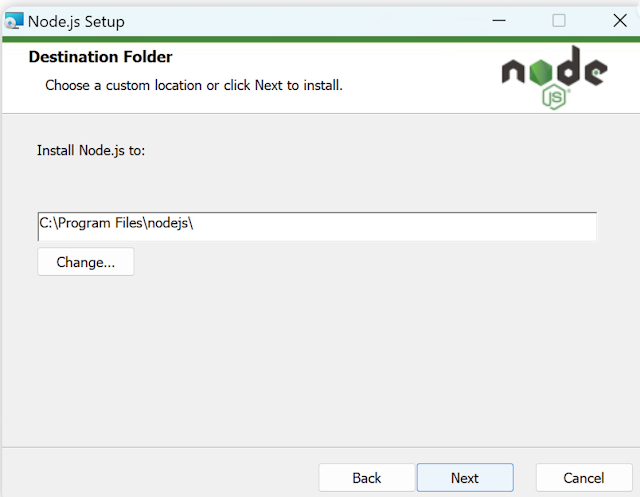 Node.js Setup
Destination Folder
Choose a custom location or click Next to install.
node
JS
Install Node.js to:
C:\Program Files\nodejs\
Change...
Back Next Cancel